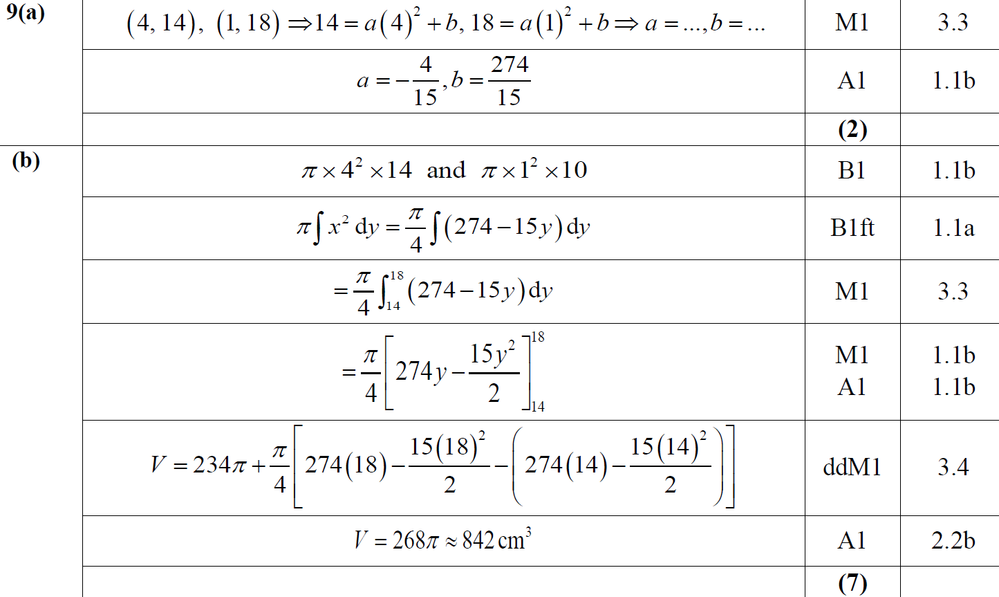 9(a) (4, 14), (1, 18) ⇒ 14 = a(4)² + b, 18 = a(1)² + b ⇒ a = ..., b = ... M1 3.3
a = −4/15, b = 274/15 A1 1.1b
(2)
(b) π × 4² × 14 and π × 1² × 10 B1 1.1b
π∫x² dy = π/4 ∫(274 − 15y) dy B1ft 1.1a
= π/4 ∫₁₄¹⁸ (274 − 15y) dy M1 3.3
= π/4 [274y − 15y²/2]₁₄¹⁸ M1 1.1b
A1 1.1b
V = 234π + π/4 [274(18) − 15(18)²/2 − (274(14) − 15(14)²/2)] ddM1 3.4
V = 268π ≈ 842 cm³ A1 2.2b
(7)